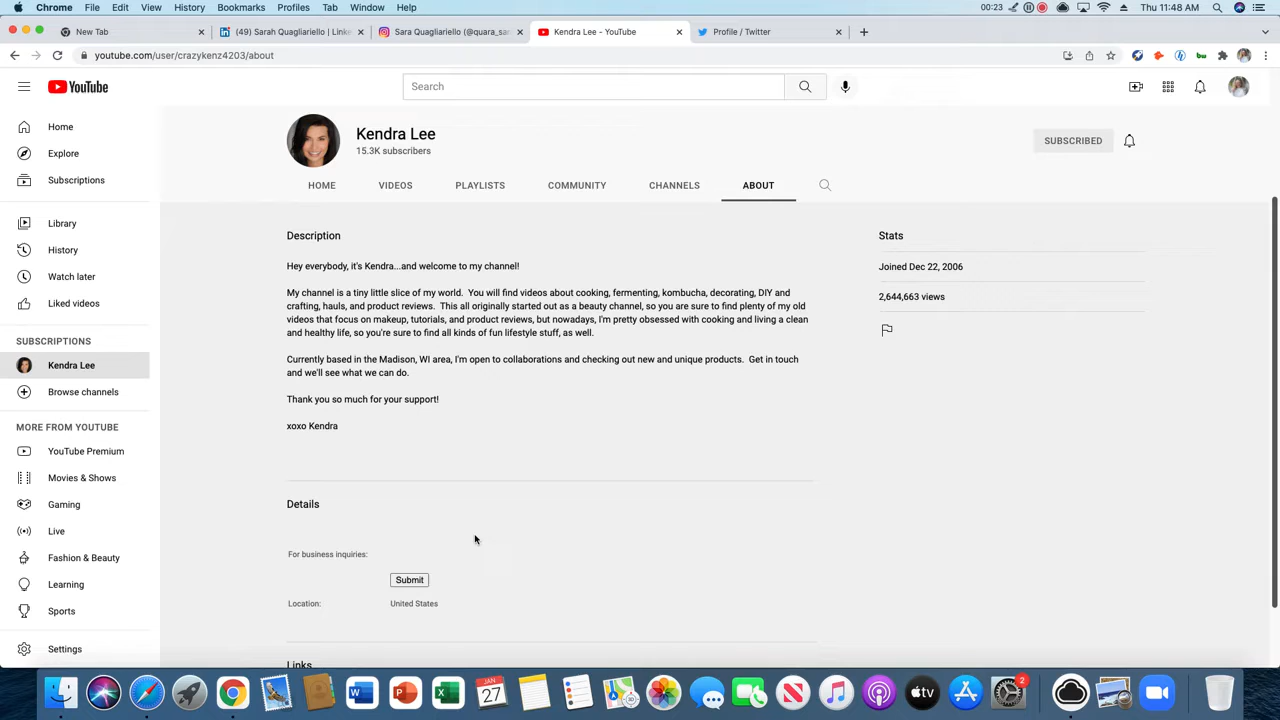 Chrome File Edit View History Bookmarks Profiles Tab Window Help 00:23 Thu 11:48 AM
New Tab (49) Sarah Quagliariello | Linke Sara Quagliariello (@quara_san Kendra Lee - YouTube Profile / Twitter
youtube.com/user/crazykenz4203/about
YouTube Search
Home
Explore
Subscriptions
Library
History
Watch later
Liked videos
SUBSCRIPTIONS
Kendra Lee
Browse channels
MORE FROM YOUTUBE
YouTube Premium
Movies & Shows
Gaming
Live
Fashion & Beauty
Learning
Sports
Settings
Kendra Lee
15.3K subscribers
SUBSCRIBED
HOME VIDEOS PLAYLISTS COMMUNITY CHANNELS ABOUT
Description
Hey everybody, it's Kendra...and welcome to my channel!
My channel is a tiny little slice of my world. You will find videos about cooking, fermenting, kombucha, decorating, DIY and
crafting, hauls, and product reviews. This all originally started out as a beauty channel, so you are sure to find plenty of my old
videos that focus on makeup, tutorials, and product reviews, but nowadays, I'm pretty obsessed with cooking and living a clean
and healthy life, so you're sure to find all kinds of fun lifestyle stuff, as well.
Currently based in the Madison, WI area, I'm open to collaborations and checking out new and unique products. Get in touch
and we'll see what we can do.
Thank you so much for your support!
xoxo Kendra
Details
For business inquiries:
Submit
Location: United States
Links
Stats
Joined Dec 22, 2006
2,644,663 views
JAN
27
tv
2